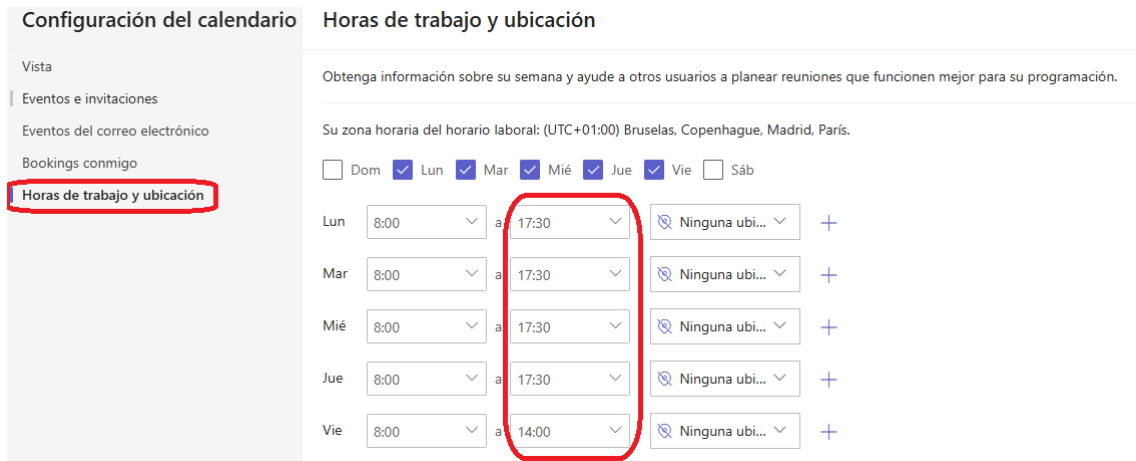 Configuración del calendario
Vista
Eventos e invitaciones
Eventos del correo electrónico
Bookings conmigo
Horas de trabajo y ubicación
Horas de trabajo y ubicación
Obtenga información sobre su semana y ayude a otros usuarios a planear reuniones que funcionen mejor para su programación.
Su zona horaria del horario laboral: (UTC+01:00) Bruselas, Copenhague, Madrid, París.
Dom Lun Mar Mié Jue Vie Sáb
Lun 8:00 a 17:30 Ninguna ubi...
Mar 8:00 a 17:30 Ninguna ubi...
Mié 8:00 a 17:30 Ninguna ubi...
Jue 8:00 a 17:30 Ninguna ubi...
Vie 8:00 a 14:00 Ninguna ubi...